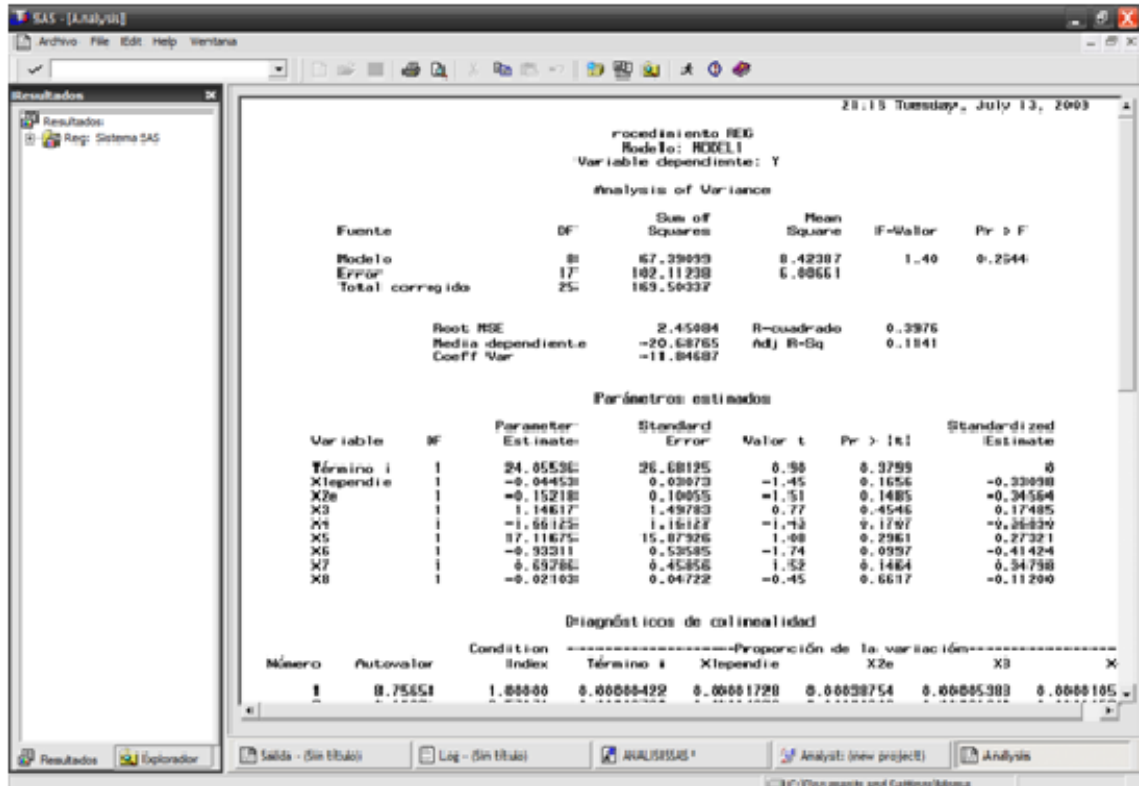 SAS - [Analysis]
Archivo File Edit Help Ventana
Resultados
Resultados
Reg: Sistema SAS
Tuesday, July 13,
rocedimiento REG
Modelo: MODEL1
Variable dependiente: Y
Analysis of Variance
Sum of Mean
Fuente DF Squares Square F-Valor Pr > F
Modelo 8 67.39099 8.42387 1.40 0.2644
Error 17 102.11238 6.00661
Total corregido 25 169.50337
Root MSE 2.45084 R-cuadrado 0.3976
Media dependiente -20.68765 Adj R-Sq 0.1141
Coeff Var -11.84687
Parámetros estimados
Parameter Standard Standardized
Variable DF Estimate Error Valor t Pr > |t| Estimate
Término i 1 24.05536 26.68125 0.90 0.3799 0
X1ependie 1 -0.04453 0.03073 -1.45 0.1656 -0.33098
X2e 1 -0.15218 0.10055 -1.51 0.1485 -0.34564
X3 1 1.14617 1.49783 0.77 0.4546 0.17485
X4 1 -1.43
X5 1 17.11675 15.87926 1.08 0.2961 0.27321
X6 1 -0.93311 0.53585 -1.74 0.0997 -0.41424
X7 1 0.69786 0.45856 1.52 0.1464 0.34798
X8 1 -0.02103 0.04722 -0.45 0.6617 -0.11200
Diagnósticos de colinealidad
Condition ---Proporción de la variación---
Número Autovalor Index Término i X1ependie X2e X3 X
1 8.75651 1.00000 0.00000422 0.00001728 0.00038754 0.00005383 0.0000105
Resultados Explorador Salida - (Sin título) Log - (Sin título) ANALISISSAS * Analyst: (new project) Analysis